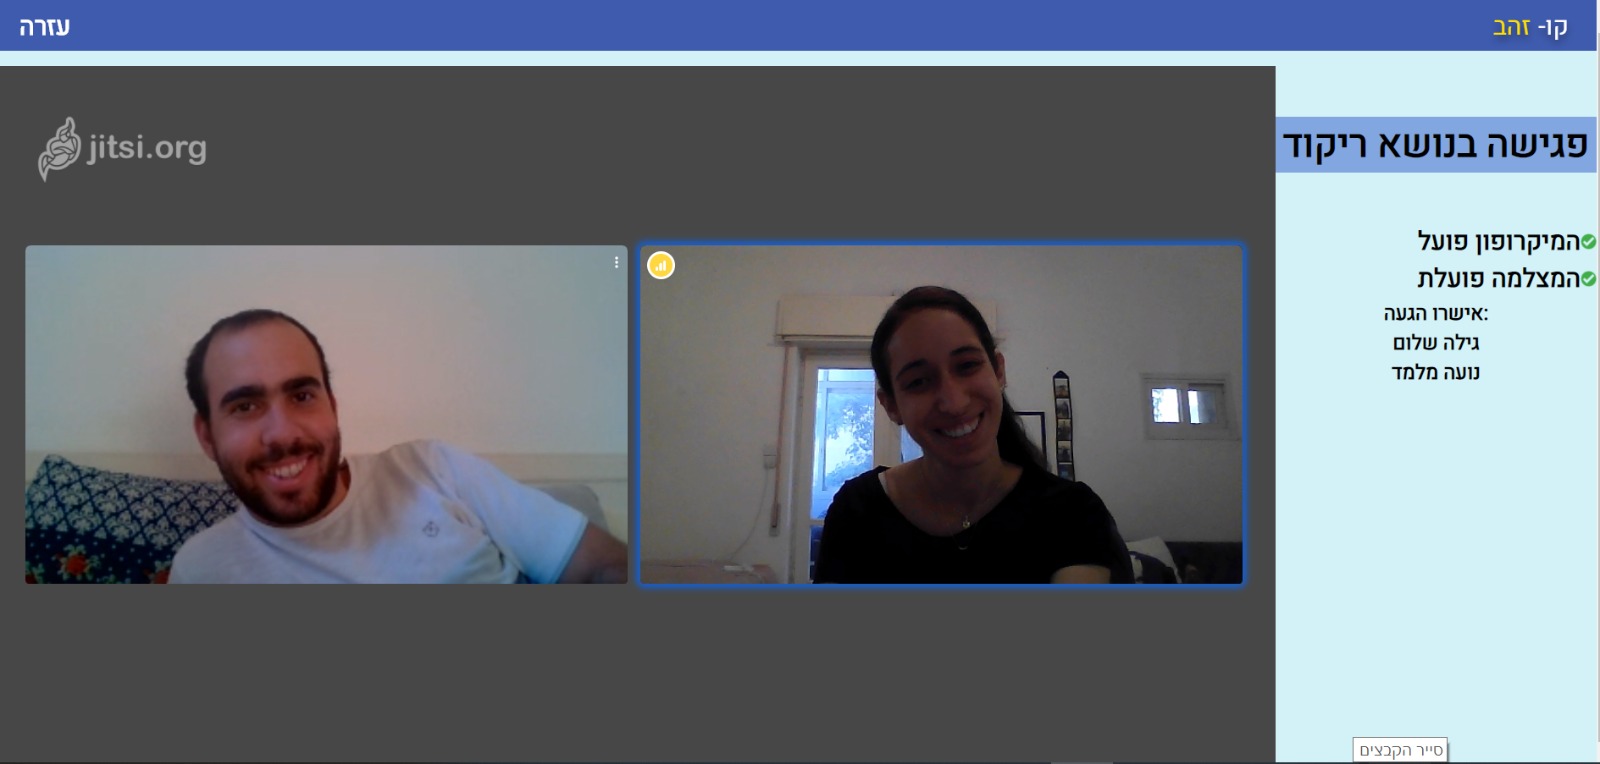 קו- זהב
עזרה
jitsi.org
פגישה בנושא ריקוד
המיקרופון פועל
המצלמה פועלת
אישרו הגעה:
גילה שלום
נועה מלמד
סייר הקבצים